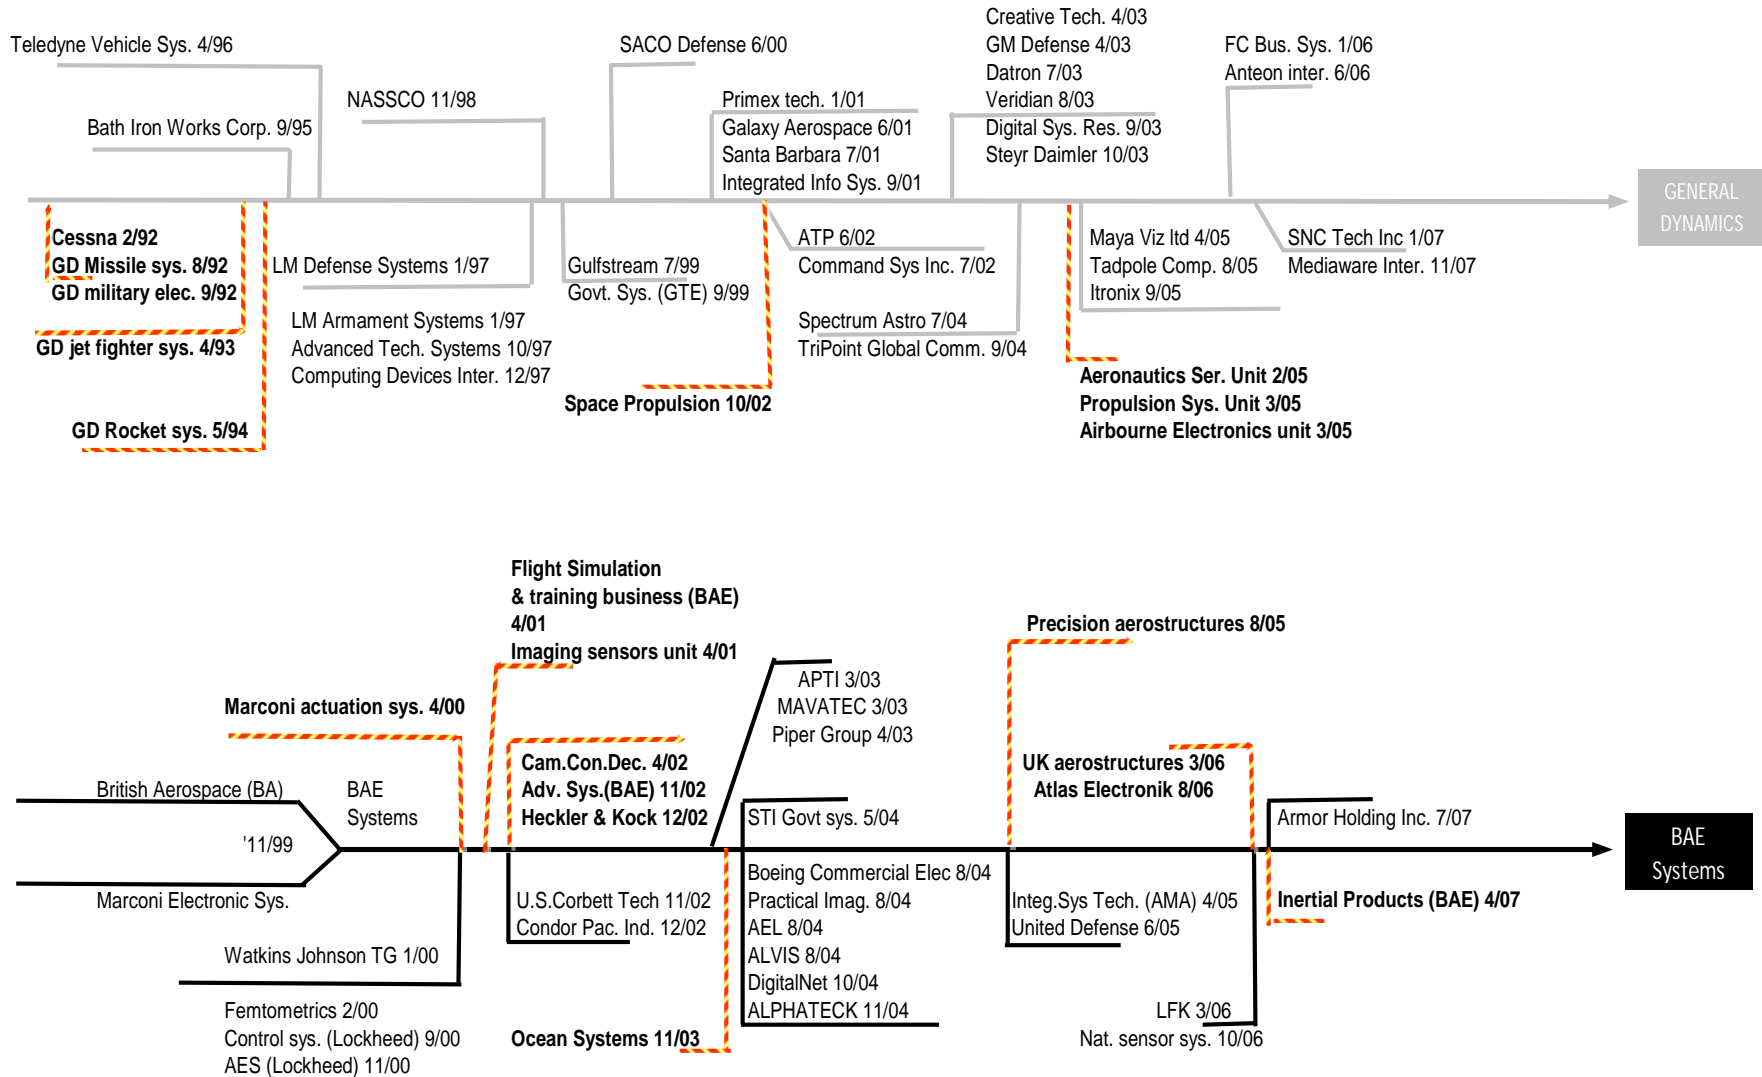 Creative Tech. 4/03
Teledyne Vehicle Sys. 4/96
SACO Defense 6/00
GM Defense 4/03
FC Bus. Sys. 1/06
Datron 7/03
Anteon inter. 6/06
NASSCO 11/98
Primex tech. 1/01
Veridian 8/03
Bath Iron Works Corp. 9/95
Galaxy Aerospace 6/01
Digital Sys. Res. 9/03
Santa Barbara 7/01
Steyr Daimler 10/03
Integrated Info Sys. 9/01
GENERAL
DYNAMICS
Cessna 2/92
GD Missile sys. 8/92
GD military elec. 9/92
LM Defense Systems 1/97
Gulfstream 7/99
Govt. Sys. (GTE) 9/99
ATP 6/02
Command Sys Inc. 7/02
Maya Viz ltd 4/05
Tadpole Comp. 8/05
Itronix 9/05
SNC Tech Inc 1/07
Mediaware Inter. 11/07
GD jet fighter sys. 4/93
LM Armament Systems 1/97
Advanced Tech. Systems 10/97
Computing Devices Inter. 12/97
Spectrum Astro 7/04
TriPoint Global Comm. 9/04
Space Propulsion 10/02
Aeronautics Ser. Unit 2/05
Propulsion Sys. Unit 3/05
Airbourne Electronics unit 3/05
GD Rocket sys. 5/94
Flight Simulation
& training business (BAE)
4/01
Imaging sensors unit 4/01
Precision aerostructures 8/05
Marconi actuation sys. 4/00
APTI 3/03
MAVATEC 3/03
Piper Group 4/03
Cam.Con.Dec. 4/02
Adv. Sys.(BAE) 11/02
Heckler & Kock 12/02
UK aerostructures 3/06
Atlas Electronik 8/06
British Aerospace (BA)
BAE
Systems
STI Govt sys. 5/04
Armor Holding Inc. 7/07
'11/99
BAE
Systems
Marconi Electronic Sys.
U.S.Corbett Tech 11/02
Condor Pac. Ind. 12/02
Boeing Commercial Elec 8/04
Practical Imag. 8/04
AEL 8/04
ALVIS 8/04
DigitalNet 10/04
ALPHATECK 11/04
Integ.Sys Tech. (AMA) 4/05
United Defense 6/05
Inertial Products (BAE) 4/07
Watkins Johnson TG 1/00
Femtometrics 2/00
Control sys. (Lockheed) 9/00
AES (Lockheed) 11/00
Ocean Systems 11/03
LFK 3/06
Nat. sensor sys. 10/06